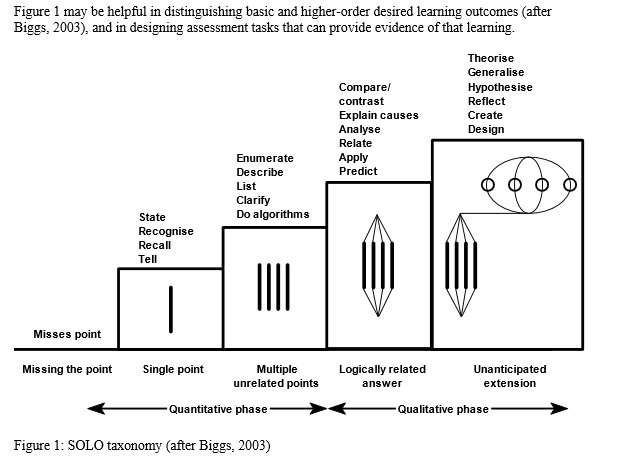 Figure 1 may be helpful in distinguishing basic and higher-order desired learning outcomes (after
Biggs, 2003), and in designing assessment tasks that can provide evidence of that learning.
Theorise
Generalise
Hypothesise
Reflect
Create
Design
Compare/
contrast
Explain causes
Analyse
Relate
Apply
Predict
Enumerate
Describe
List
Clarify
Do algorithms
State
Recognise
Recall
Tell
Misses point
Missing the point
Single point
Multiple
unrelated points
Logically related
answer
Unanticipated
extension
Quantitative phase
Qualitative phase
Figure 1: SOLO taxonomy (after Biggs, 2003)